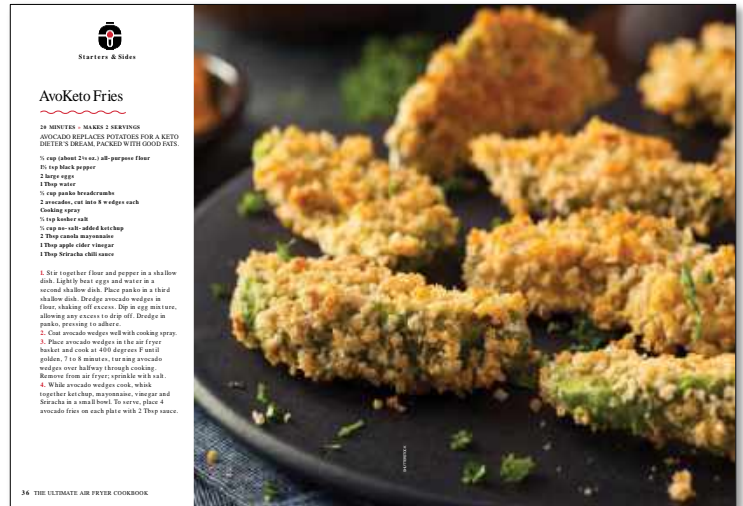 Starters & Sides
AvoKeto Fries
20 MINUTES • MAKES 2 SERVINGS
AVOCADO REPLACES POTATOES FOR A KETO
DIETER'S DREAM, PACKED WITH GOOD FATS.
½ cup (about 2⅛ oz.) all-purpose flour
1½ tsp black pepper
2 large eggs
1 Tbsp water
½ cup panko breadcrumbs
2 avocados, cut into 8 wedges each
Cooking spray
¼ tsp kosher salt
¼ cup no-salt-added ketchup
2 Tbsp canola mayonnaise
1 Tbsp apple cider vinegar
1 Tbsp Sriracha chili sauce
1. Stir together flour and pepper in a shallow
dish. Lightly beat eggs and water in a
second shallow dish. Place panko in a third
shallow dish. Dredge avocado wedges in
flour, shaking off excess. Dip in egg mixture,
allowing any excess to drip off. Dredge in
panko, pressing to adhere.
2. Coat avocado wedges well with cooking spray.
3. Place avocado wedges in the air fryer
basket and cook at 400 degrees F until
golden, 7 to 8 minutes, turning avocado
wedges over halfway through cooking.
Remove from air fryer; sprinkle with salt.
4. While avocado wedges cook, whisk
together ketchup, mayonnaise, vinegar and
Sriracha in a small bowl. To serve, place 4
avocado fries on each plate with 2 Tbsp sauce.
36 THE ULTIMATE AIR FRYER COOKBOOK
SHUTTERSTOCK